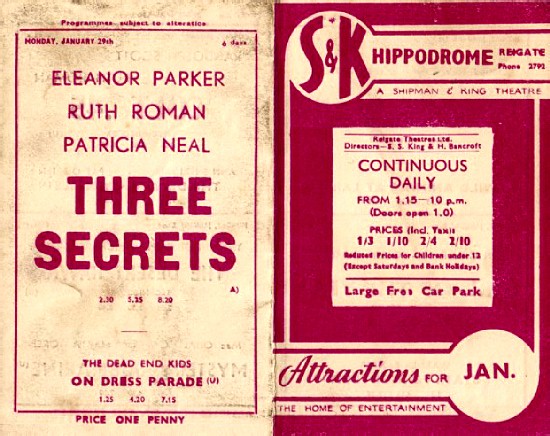 Programmes subject to alteration
MONDAY, JANUARY 29th 6 days
ELEANOR PARKER
RUTH ROMAN
PATRICIA NEAL
THREE
SECRETS
A)
2.30 5.25 8.20
THE DEAD END KIDS
ON DRESS PARADE (U)
1.25 4.20 7.15
PRICE ONE PENNY
S&K HIPPODROME REIGATE
Phone 2792
A SHIPMAN & KING THEATRE
Reigate Theatres Ltd.
Directors—B. S. King & H. Bancroft
CONTINUOUS
DAILY
FROM 1.15—10 p.m.
(Doors open 1.0)
PRICES (Incl. Tax)
1/3 1/10 2/4 2/10
Reduced Prices for Children under 12
(Except Saturdays and Bank Holidays)
Large Free Car Park
Attractions FOR JAN.
THE HOME OF ENTERTAINMENT